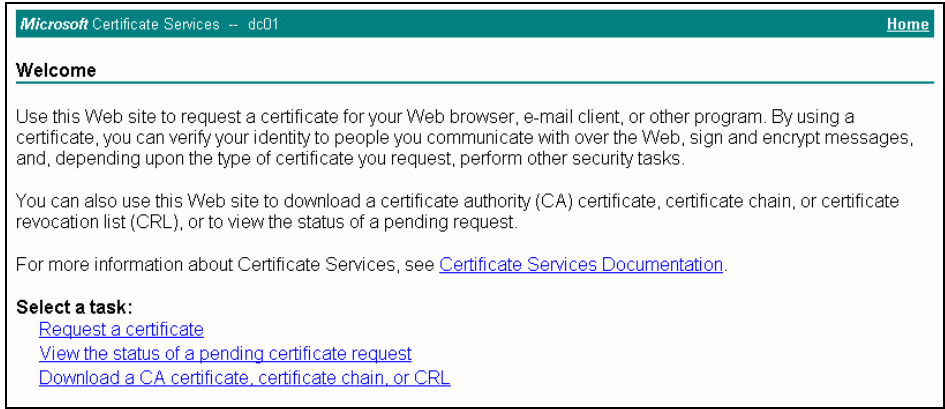 Microsoft Certificate Services -- dc01 Home
Welcome
Use this Web site to request a certificate for your Web browser, e-mail client, or other program. By using a
certificate, you can verify your identity to people you communicate with over the Web, sign and encrypt messages,
and, depending upon the type of certificate you request, perform other security tasks.
You can also use this Web site to download a certificate authority (CA) certificate, certificate chain, or certificate
revocation list (CRL), or to view the status of a pending request.
For more information about Certificate Services, see Certificate Services Documentation.
Select a task:
Request a certificate
View the status of a pending certificate request
Download a CA certificate, certificate chain, or CRL